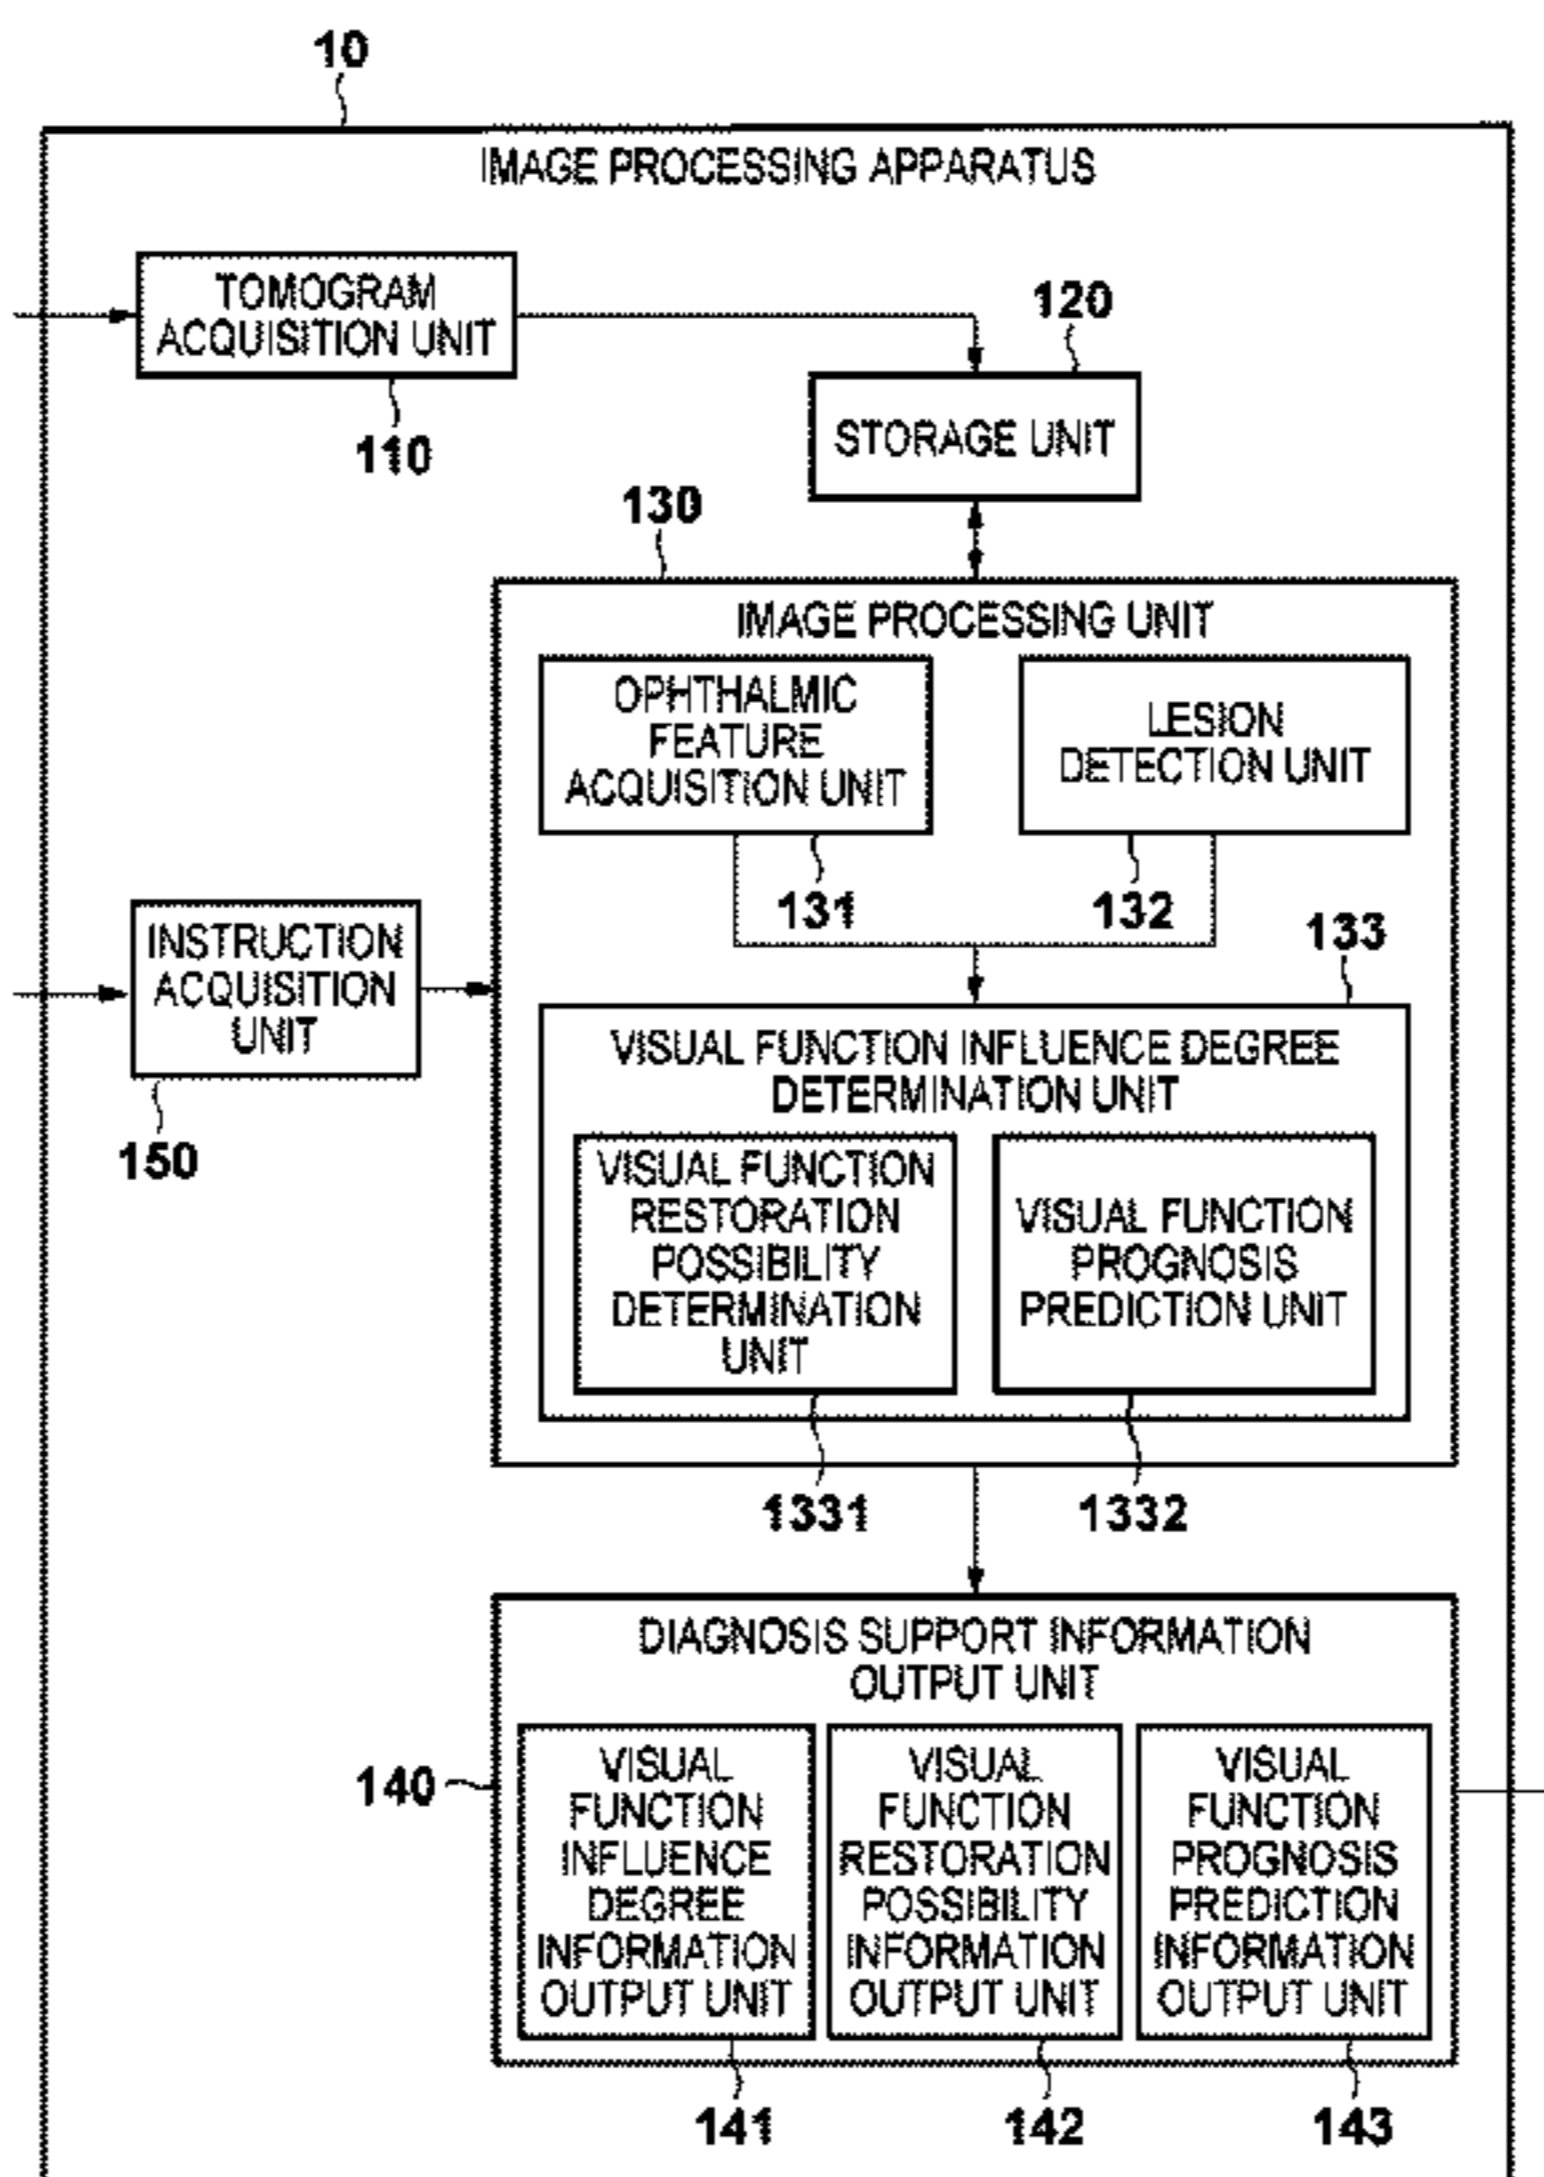 10
IMAGE PROCESSING APPARATUS
TOMOGRAM
ACQUISITION UNIT
110
120
STORAGE UNIT
130
IMAGE PROCESSING UNIT
OPHTHALMIC
FEATURE
ACQUISITION UNIT
131
LESION
DETECTION UNIT
132
INSTRUCTION
ACQUISITION
UNIT
150
133
VISUAL FUNCTION INFLUENCE DEGREE
DETERMINATION UNIT
VISUAL FUNCTION
RESTORATION
POSSIBILITY
DETERMINATION
UNIT
1331
VISUAL FUNCTION
PROGNOSIS
PREDICTION UNIT
1332
DIAGNOSIS SUPPORT INFORMATION
OUTPUT UNIT
140
VISUAL
FUNCTION
INFLUENCE
DEGREE
INFORMATION
OUTPUT UNIT
141
VISUAL
FUNCTION
RESTORATION
POSSIBILITY
INFORMATION
OUTPUT UNIT
142
VISUAL
FUNCTION
PROGNOSIS
PREDICTION
INFORMATION
OUTPUT UNIT
143